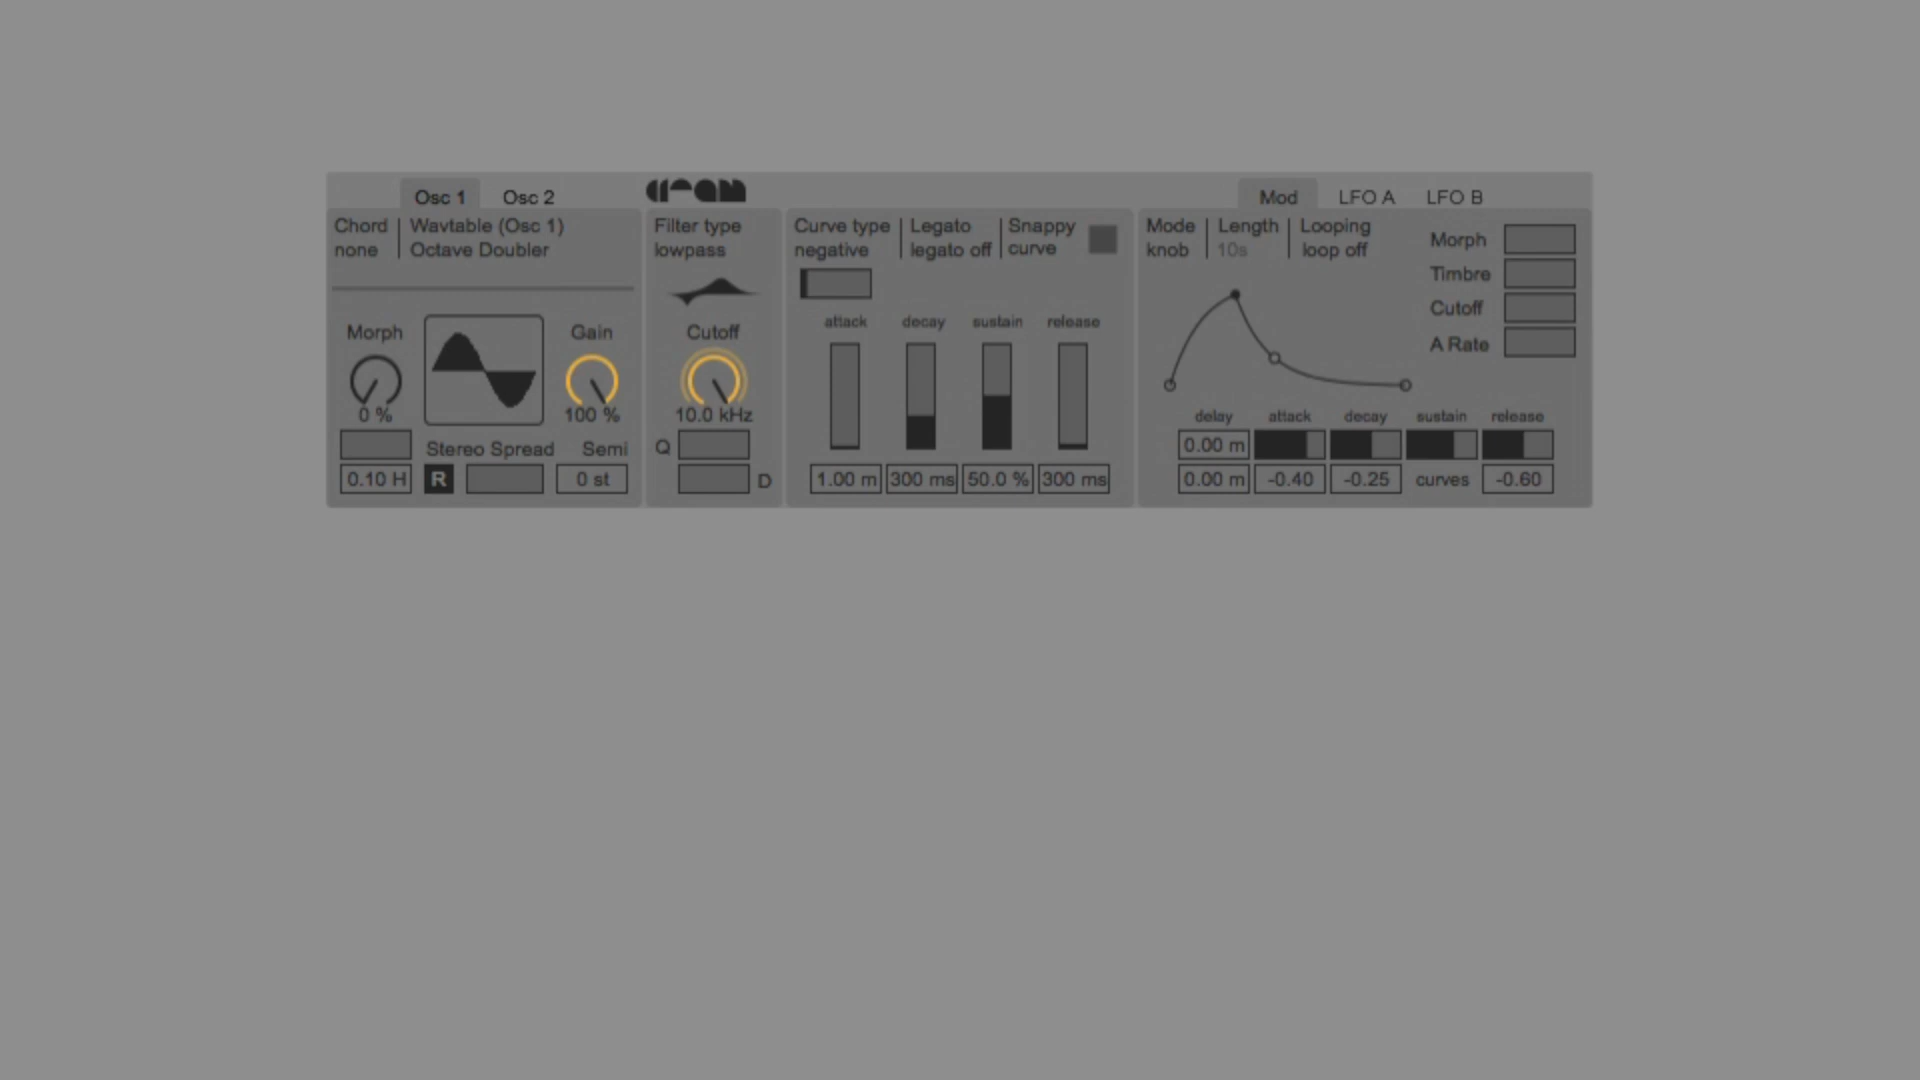 Osc 1
Osc 2
Mod
LFO A
LFO B
Chord
none
Wavtable (Osc 1)
Octave Doubler
Morph
0 %
0.10 H
Gain
100 %
Stereo Spread
R
Semi
0 st
Filter type
lowpass
Cutoff
10.0 kHz
Q
D
Curve type
negative
Legato
legato off
Snappy
curve
attack
decay
sustain
release
1.00 m
300 ms
50.0 %
300 ms
Mode
knob
Length
10s
Looping
loop off
Morph
Timbre
Cutoff
A Rate
delay
attack
decay
sustain
release
0.00 m
0.00 m
-0.40
-0.25
curves
-0.60